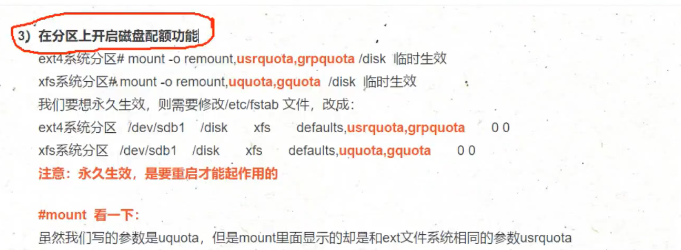 3）在分区上开启磁盘配额功能
ext4系统分区# mount -o remount,usrquota,grpquota /disk 临时生效
xfs系统分区# mount -o remount,uquota,gquota /disk 临时生效
我们要想永久生效，则需要修改/etc/fstab 文件，改成：
ext4系统分区 /dev/sdb1 /disk xfs defaults,usrquota,grpquota 0 0
xfs系统分区 /dev/sdb1 /disk xfs defaults,uquota,gquota 0 0
注意：永久生效，是要重启才能起作用的
#mount 看一下：
虽然我们写的参数是uquota，但是mount里面显示的却是和ext文件系统相同的参数usrquota